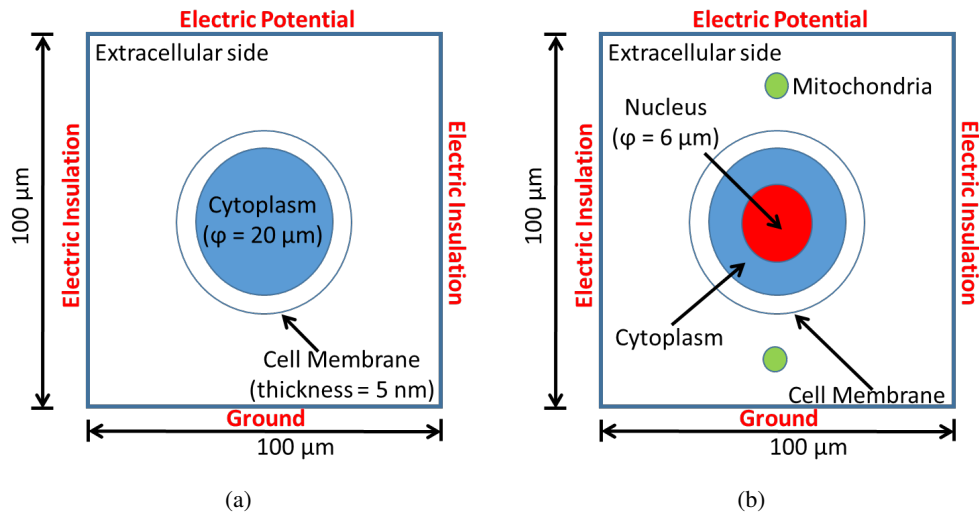 Electric Potential
Extracellular side
Electric Insulation
100 μm
Cytoplasm
(φ = 20 μm)
Electric Insulation
Cell Membrane
(thickness = 5 nm)
Ground
100 μm
(a)
Electric Potential
Extracellular side
Mitochondria
Nucleus
(φ = 6 μm)
Electric Insulation
100 μm
Electric Insulation
Cytoplasm
Cell Membrane
Ground
100 μm
(b)